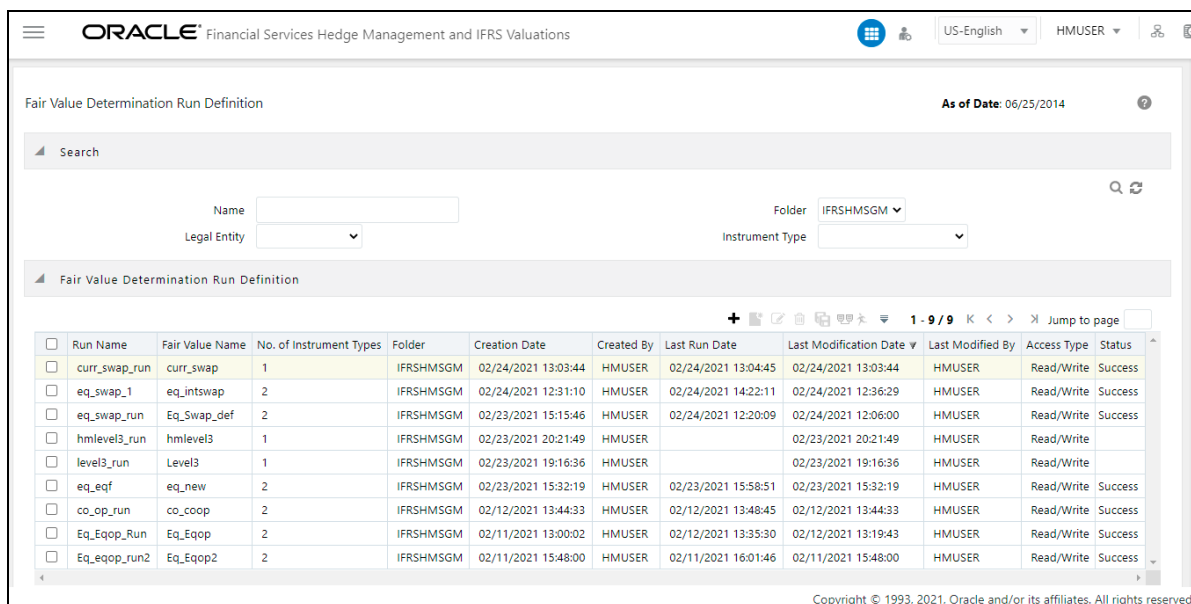 ORACLE® Financial Services Hedge Management and IFRS Valuations US-English HMUSER
Fair Value Determination Run Definition As of Date: 06/25/2014
Search
Name Folder IFRSHMSGM
Legal Entity Instrument Type
Fair Value Determination Run Definition
1 - 9 / 9 Jump to page
Run Name Fair Value Name No. of Instrument Types Folder Creation Date Created By Last Run Date Last Modification Date Last Modified By Access Type Status
curr_swap_run curr_swap 1 IFRSHMSGM 02/24/2021 13:03:44 HMUSER 02/24/2021 13:04:45 02/24/2021 13:03:44 HMUSER Read/Write Success
eq_swap_1 eq_intswap 2 IFRSHMSGM 02/24/2021 12:31:10 HMUSER 02/24/2021 14:22:11 02/24/2021 12:36:29 HMUSER Read/Write Success
eq_swap_run Eq_Swap_def 2 IFRSHMSGM 02/23/2021 15:15:46 HMUSER 02/24/2021 12:20:09 02/24/2021 12:06:00 HMUSER Read/Write Success
hmlevel3_run hmlevel3 1 IFRSHMSGM 02/23/2021 20:21:49 HMUSER 02/23/2021 20:21:49 HMUSER Read/Write
level3_run Level3 1 IFRSHMSGM 02/23/2021 19:16:36 HMUSER 02/23/2021 19:16:36 HMUSER Read/Write
eq_eqf eq_new 2 IFRSHMSGM 02/23/2021 15:32:19 HMUSER 02/23/2021 15:58:51 02/23/2021 15:32:19 HMUSER Read/Write Success
co_op_run co_coop 2 IFRSHMSGM 02/12/2021 13:44:33 HMUSER 02/12/2021 13:48:45 02/12/2021 13:44:33 HMUSER Read/Write Success
Eq_Eqop_Run Eq_Eqop 2 IFRSHMSGM 02/11/2021 13:00:02 HMUSER 02/12/2021 13:35:30 02/12/2021 13:19:43 HMUSER Read/Write Success
Eq_eqop_run2 Eq_Eqop2 2 IFRSHMSGM 02/11/2021 15:48:00 HMUSER 02/11/2021 16:01:46 02/11/2021 15:48:00 HMUSER Read/Write Success
Copyright © 1993, 2021, Oracle and/or its affiliates. All rights reserved